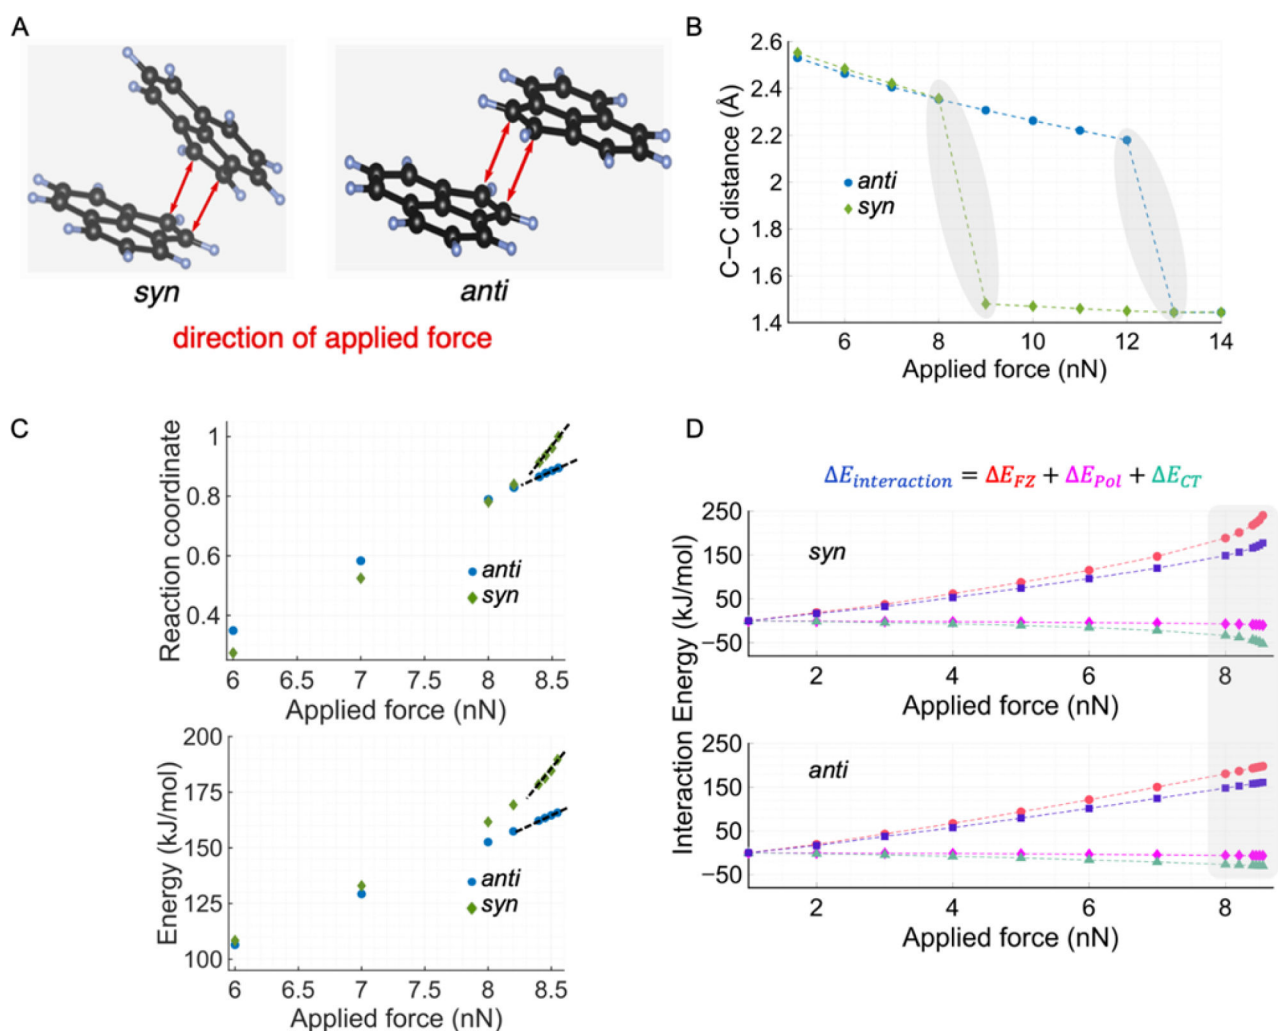 A
syn
anti
direction of applied force
B
C−C distance (Å)
2.6
2.4
2.2
2
1.8
1.6
1.4
anti
syn
6 8 10 12 14
Applied force (nN)
C
Reaction coordinate
1
0.8
0.6
0.4
anti
syn
6 6.5 7 7.5 8 8.5
Applied force (nN)
Energy (kJ/mol)
200
175
150
125
100
anti
syn
6 6.5 7 7.5 8 8.5
Applied force (nN)
D
ΔE_interaction = ΔE_FZ + ΔE_Pol + ΔE_CT
Interaction Energy (kJ/mol)
250
150
50
−50
syn
2 4 6 8
Applied force (nN)
250
150
50
−50
anti
2 4 6 8
Applied force (nN)